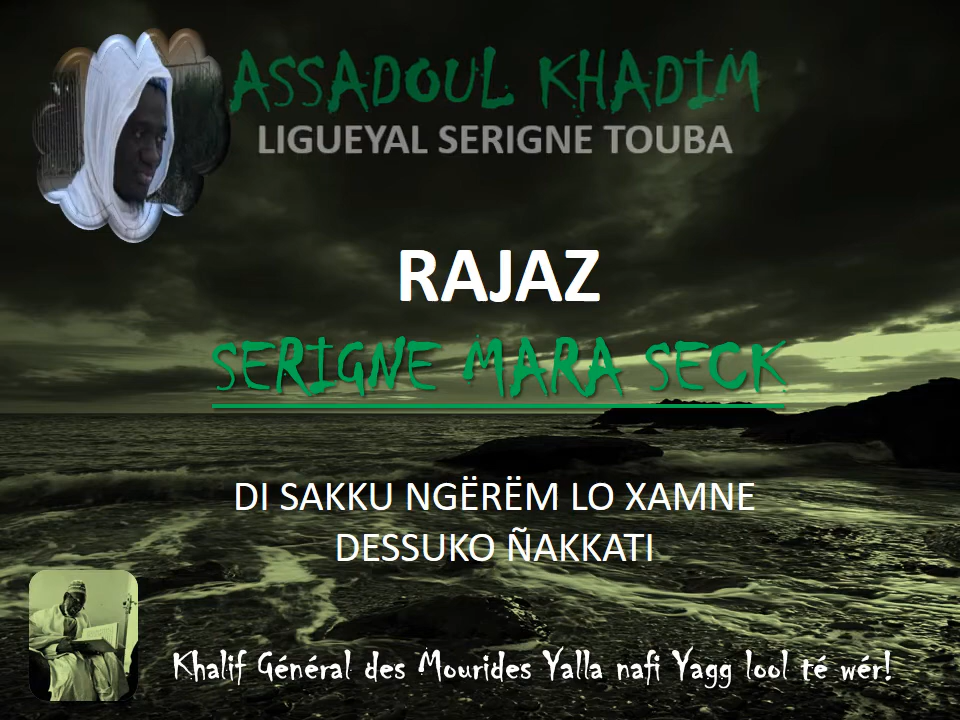 ASSADOUL KHADIM
LIGUEYAL SERIGNE TOUBA
RAJAZ
SERIGNE MARA SECK
DI SAKKU NGËRËM LO XAMNE
DESSUKO ÑAKKATI
Khalif Général des Mourides Yalla nafi Yagg lool té wér!